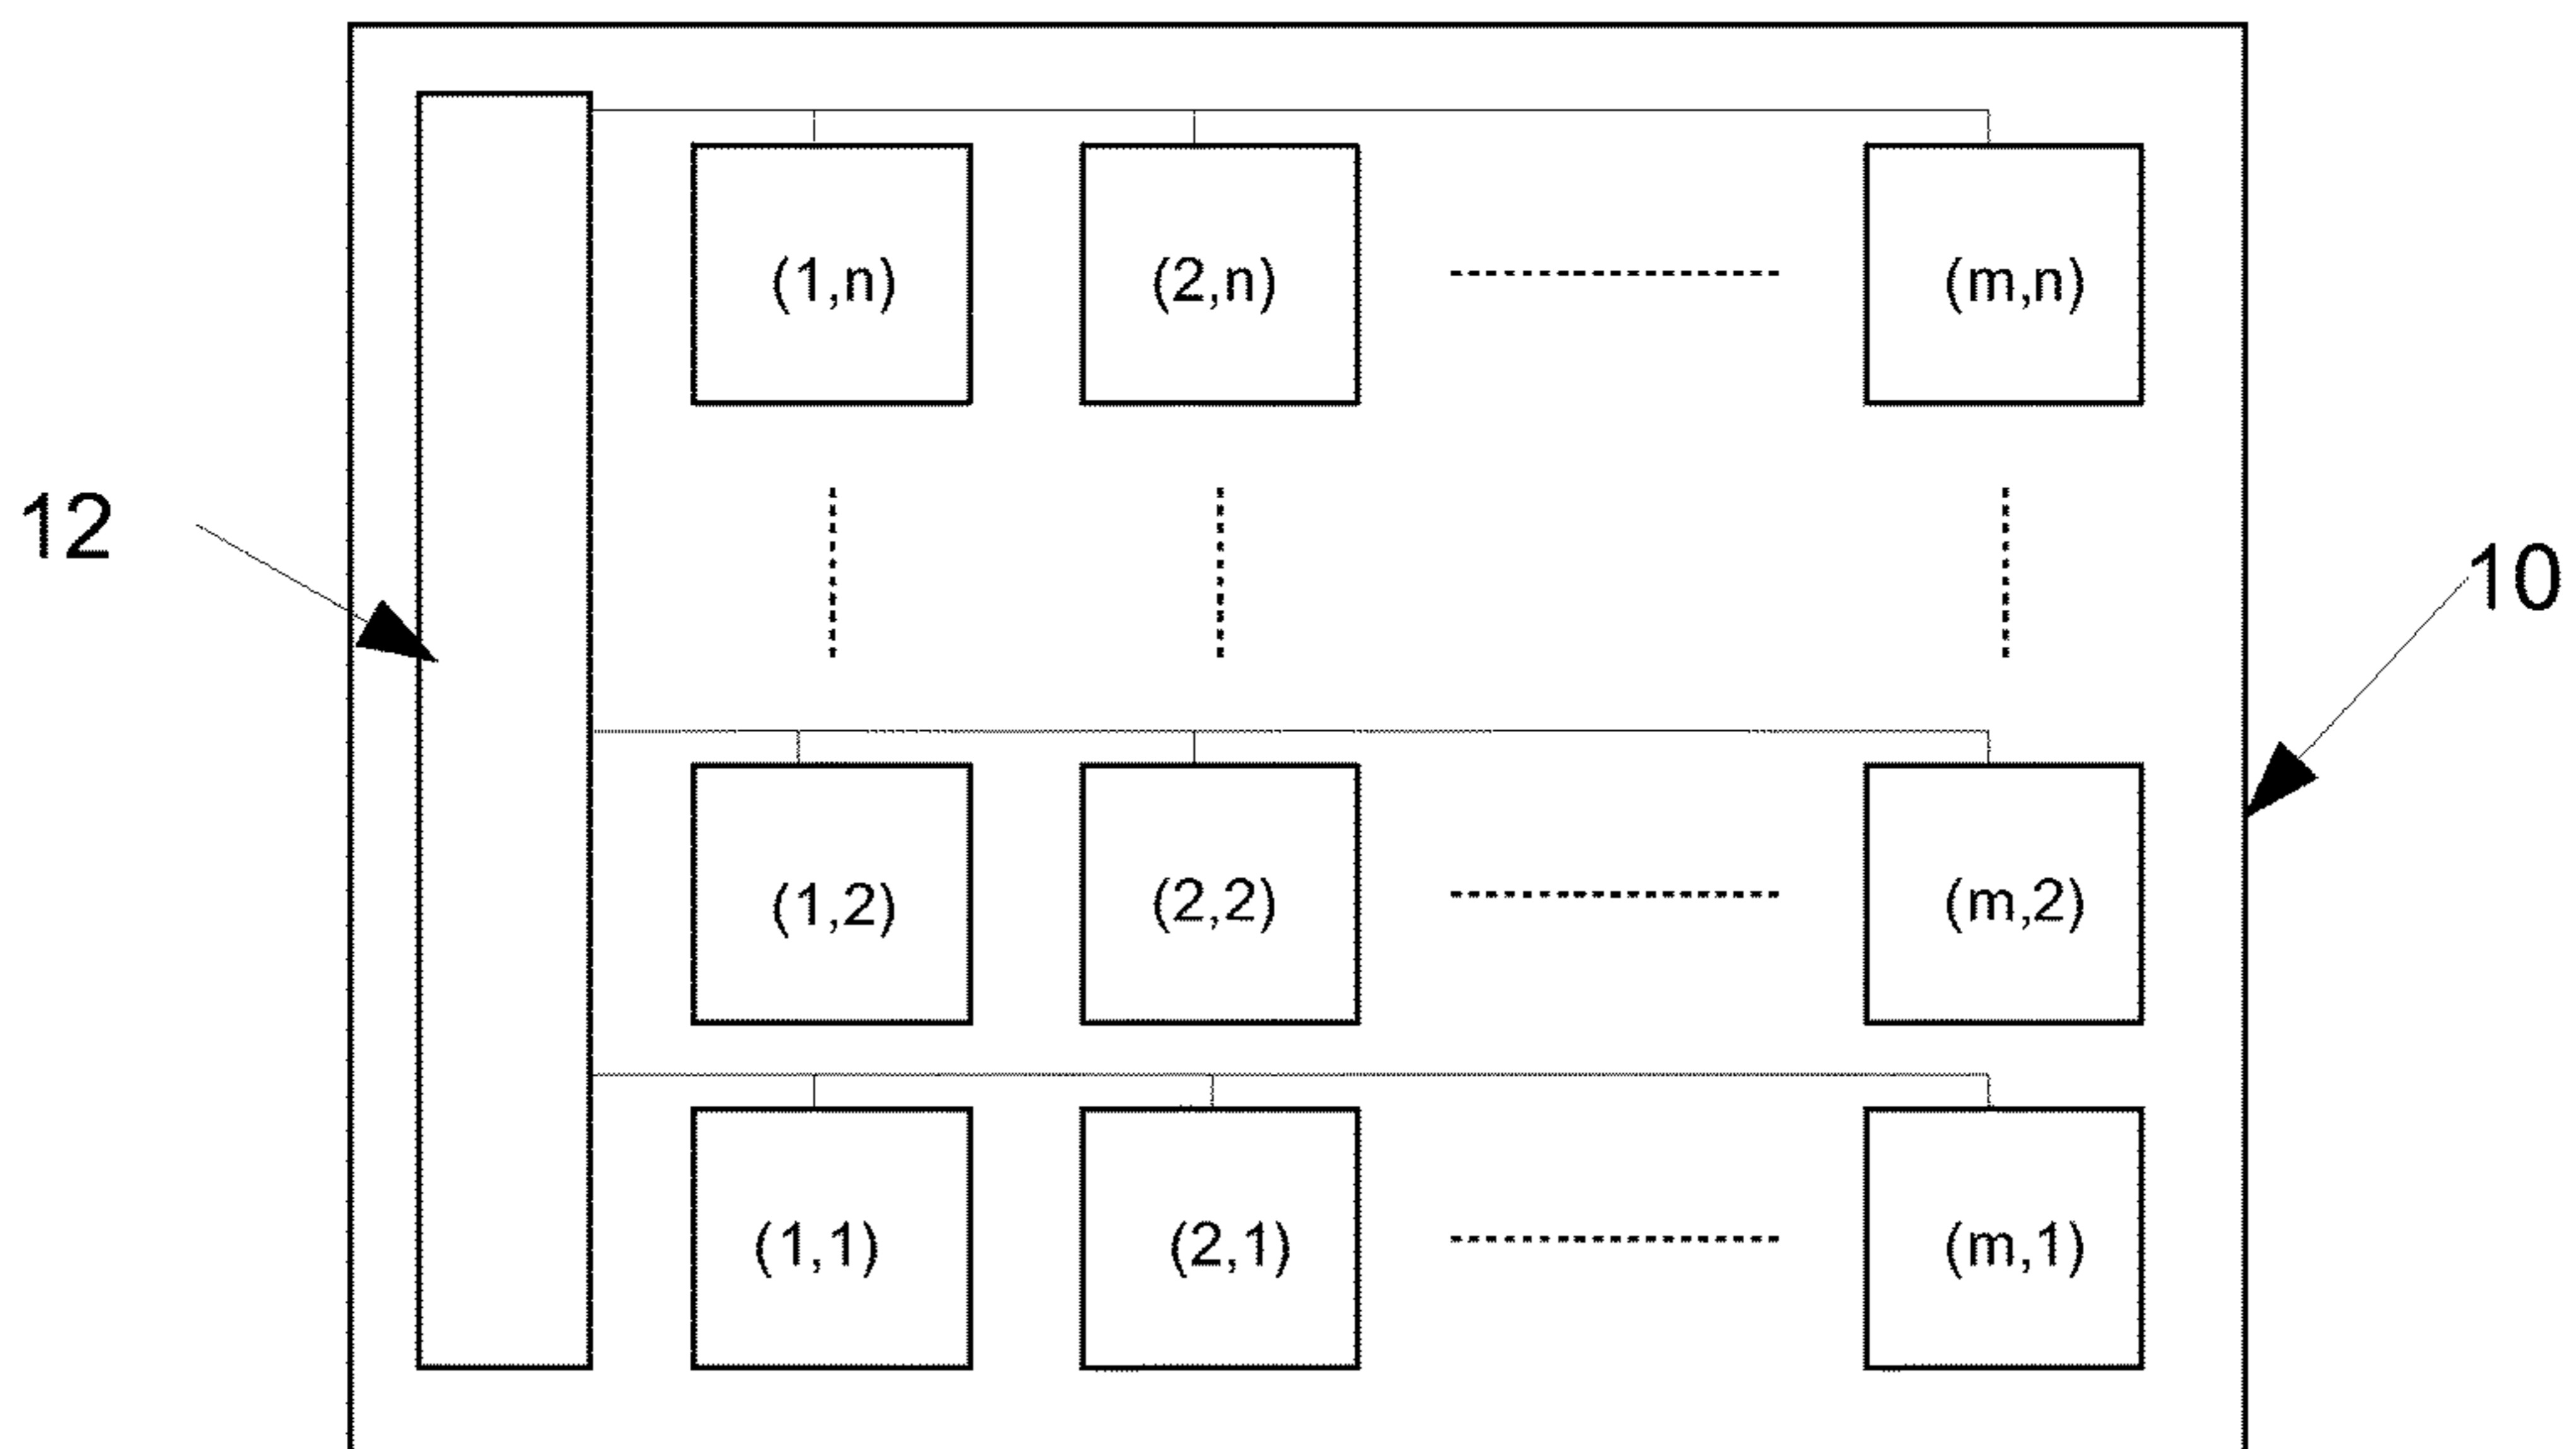 (1,n) (2,n) (m,n)
12
10
(1,2) (2,2) (m,2)
(1,1) (2,1) (m,1)